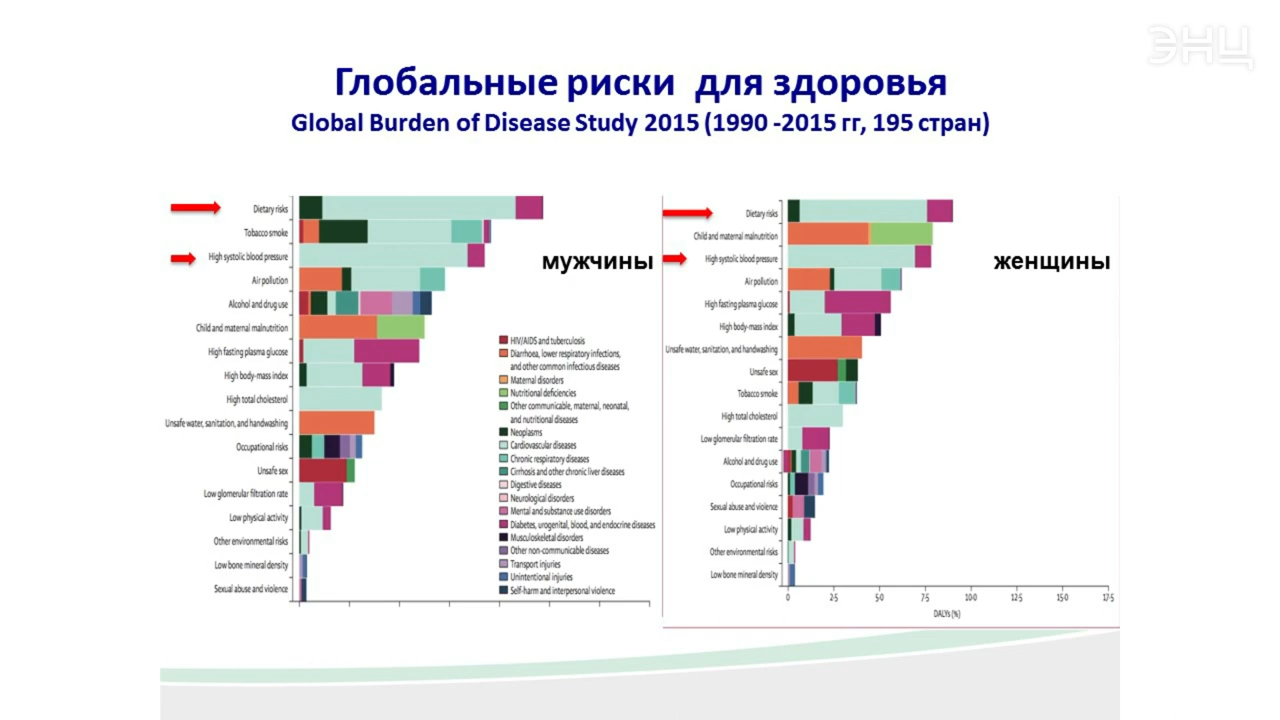 ЭНЦ
Глобальные риски для здоровья
Global Burden of Disease Study 2015 (1990 -2015 гг, 195 стран)
Dietary risks
Tobacco smoke
High systolic blood pressure
Air pollution
Alcohol and drug use
Child and maternal malnutrition
High fasting plasma glucose
High body-mass index
High total cholesterol
Unsafe water, sanitation, and handwashing
Occupational risks
Unsafe sex
Low glomerular filtration rate
Low physical activity
Other environmental risks
Low bone mineral density
Sexual abuse and violence
мужчины
HIV/AIDS and tuberculosis
Diarrhoea, lower respiratory infections,
and other common infectious diseases
Maternal disorders
Nutritional deficiencies
Other communicable, maternal, neonatal,
and nutritional diseases
Neoplasms
Cardiovascular diseases
Chronic respiratory diseases
Cirrhosis and other chronic liver diseases
Digestive diseases
Neurological disorders
Mental and substance use disorders
Diabetes, urogenital, blood, and endocrine diseases
Musculoskeletal disorders
Other non-communicable diseases
Transport injuries
Unintentional injuries
Self-harm and interpersonal violence
Dietary risks
Child and maternal malnutrition
High systolic blood pressure
Air pollution
High fasting plasma glucose
High body-mass index
Unsafe water, sanitation, and handwashing
Unsafe sex
Tobacco smoke
High total cholesterol
Low glomerular filtration rate
Alcohol and drug use
Occupational risks
Sexual abuse and violence
Low physical activity
Other environmental risks
Low bone mineral density
женщины
0 2·5 5·0 7·5 10·0 12·5 15·0 17·5
DALYs (%)